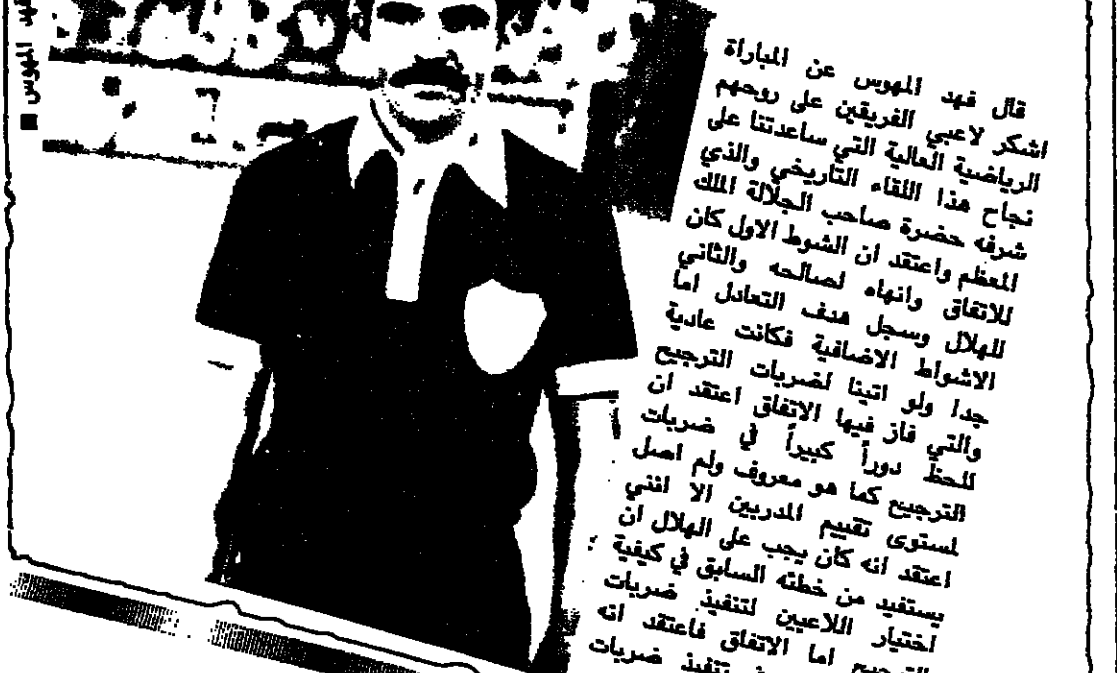 فهد المهوس ■
قال فهد المهوس عن المباراة
اشكر لاعبي الفريقين على روحهم
الرياضية العالية التي ساعدتنا على
نجاح هذا اللقاء التاريخي والذي
شرفه حضرة صاحب الجلالة الملك
المعظم واعتقد ان الشوط الاول كان
للاتفاق وانهاه لصالحه والثاني
للهلال وسجل هدف التعادل اما
الاشواط الاضافية فكانت عادية
جدا ولو اتينا لضربات الترجيح
والتي فاز فيها الاتفاق اعتقد ان
للحظ دوراً كبيراً في ضربات
الترجيح كما هو معروف ولم اصل
لمستوى تقييم المدربين الا انني
اعتقد انه كان يجب على الهلال ان
يستفيد من خطئه السابق في كيفية
اختيار اللاعبين لتنفيذ ضربات
الترجيح اما الاتفاق فاعتقد انه
تنفيذ ضربات